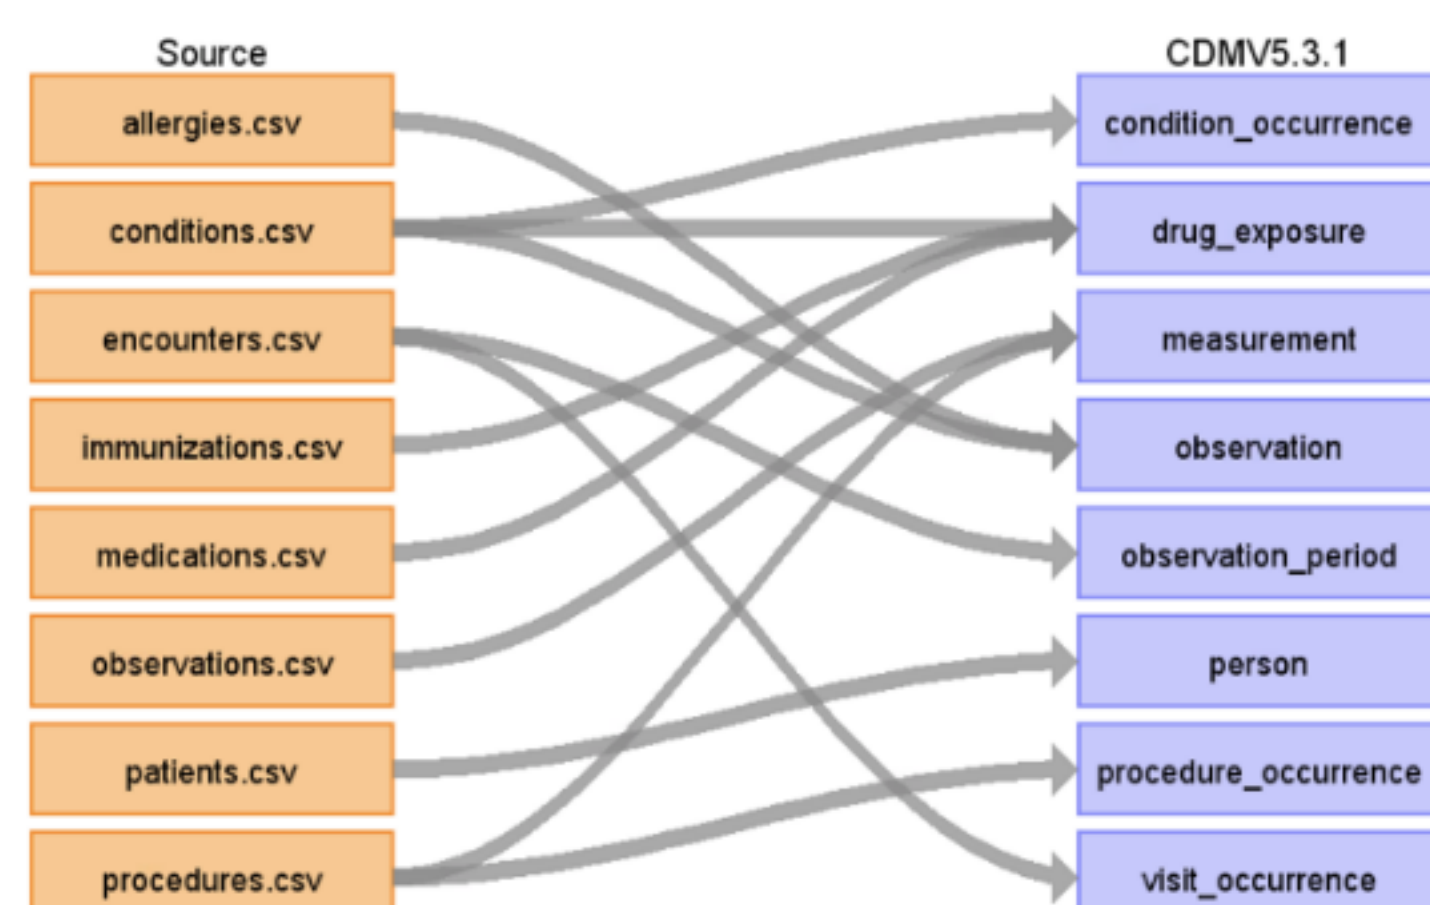 Source
CDMV5.3.1
allergies.csv
condition_occurrence
conditions.csv
drug_exposure
encounters.csv
measurement
immunizations.csv
observation
medications.csv
observation_period
observations.csv
person
patients.csv
procedure_occurrence
procedures.csv
visit_occurrence